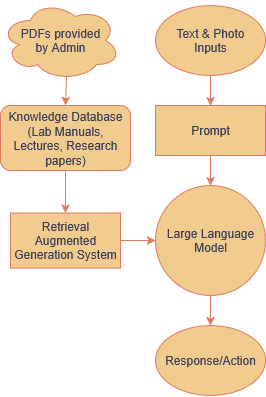 PDFs provided
by Admin
Text & Photo
Inputs
Knowledge Database
(Lab Manuals,
Lectures, Research
papers)
Prompt
Retrieval
Augmented
Generation System
Large Language
Model
Response/Action